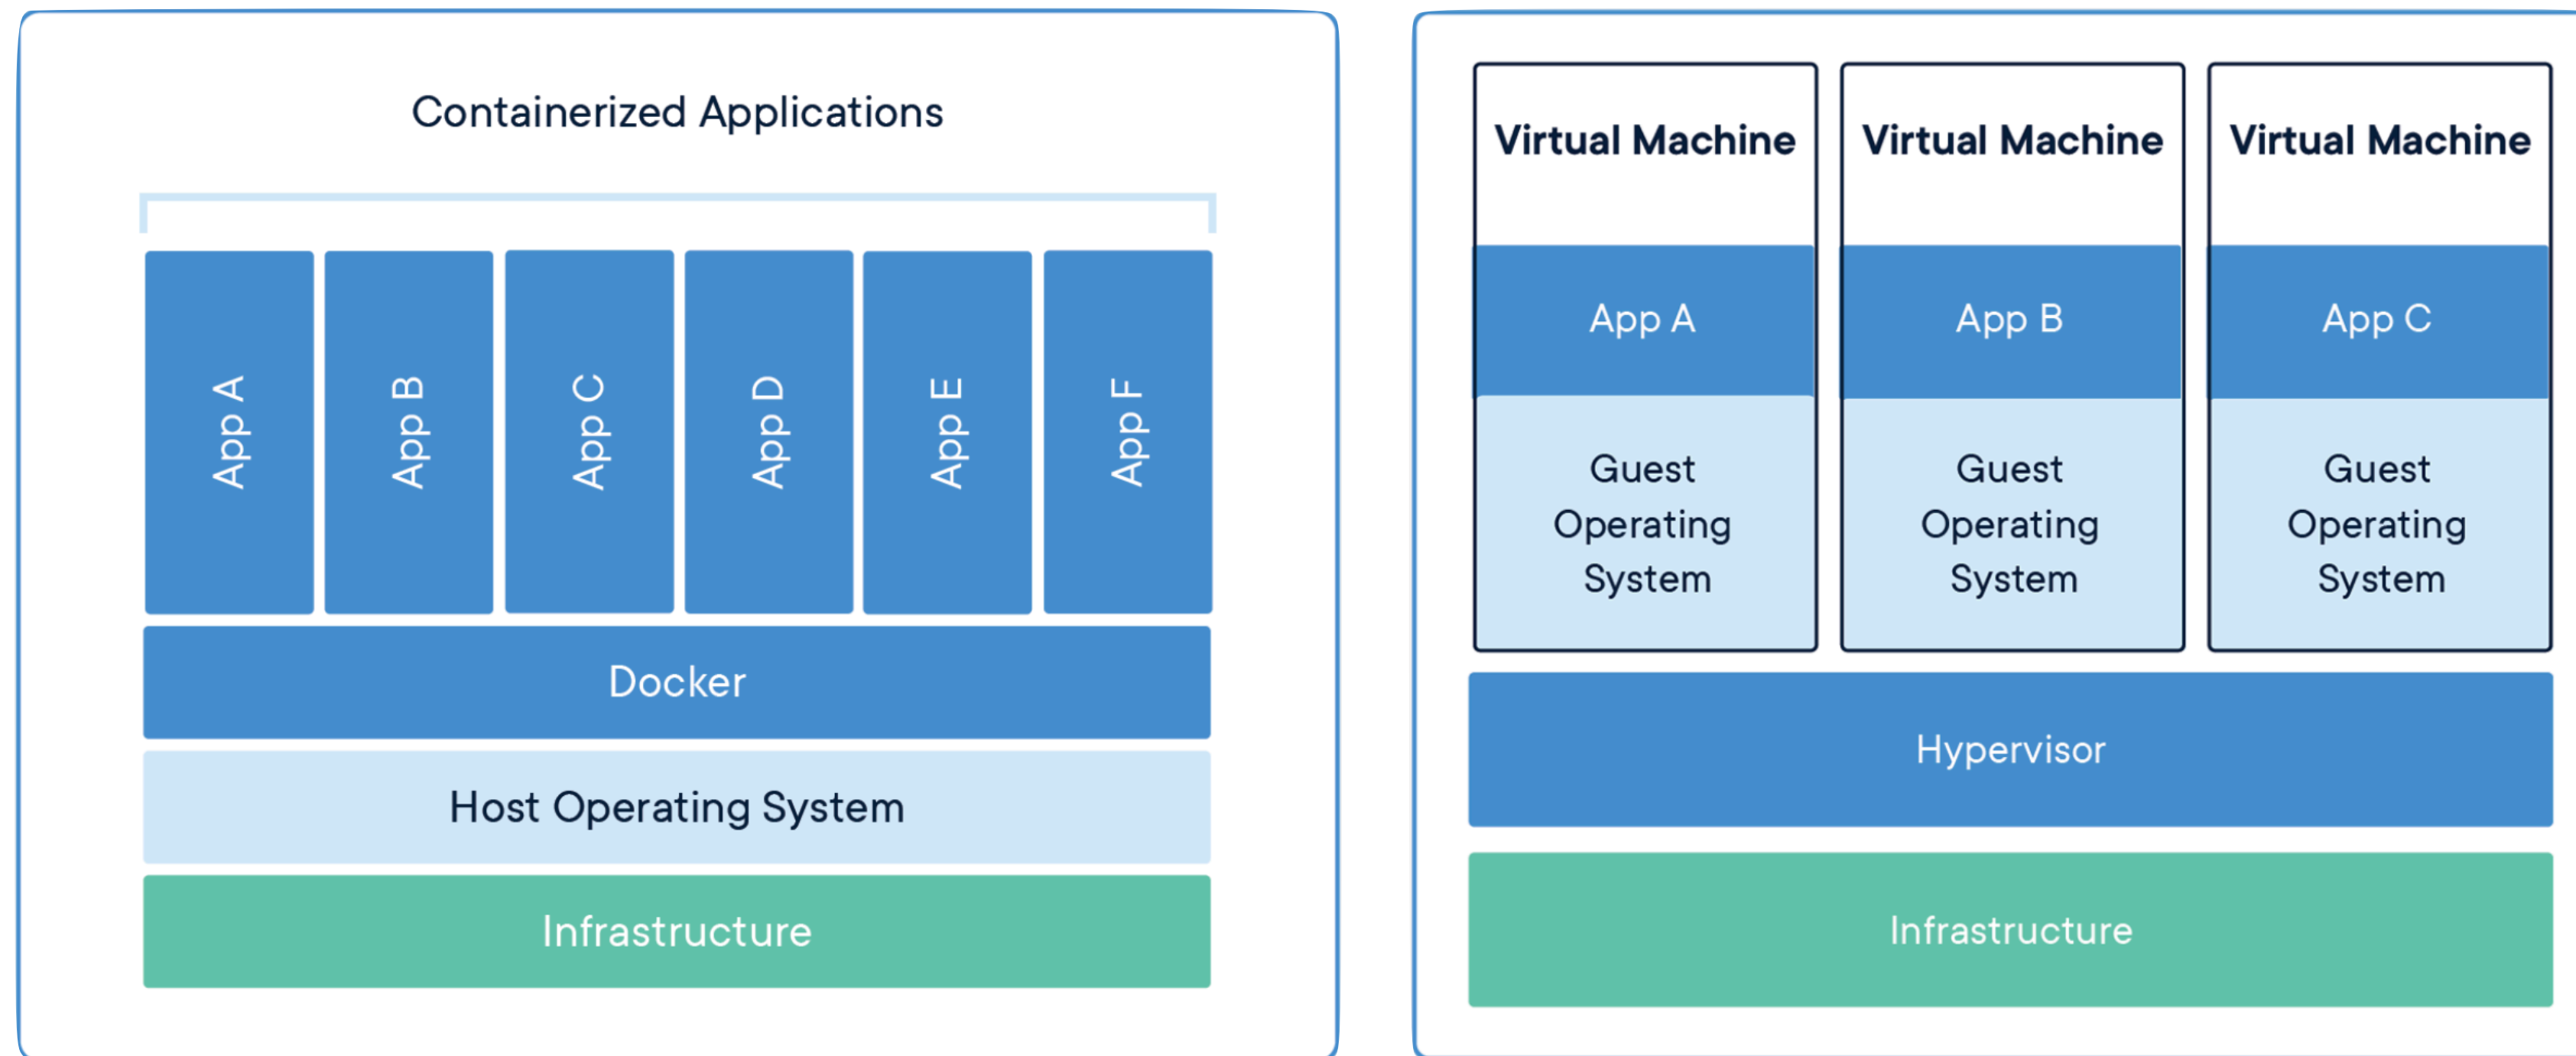 Containerized Applications
App A
App B
App C
App D
App E
App F
Docker
Host Operating System
Infrastructure
Virtual Machine
App A
Guest
Operating
System
Virtual Machine
App B
Guest
Operating
System
Virtual Machine
App C
Guest
Operating
System
Hypervisor
Infrastructure